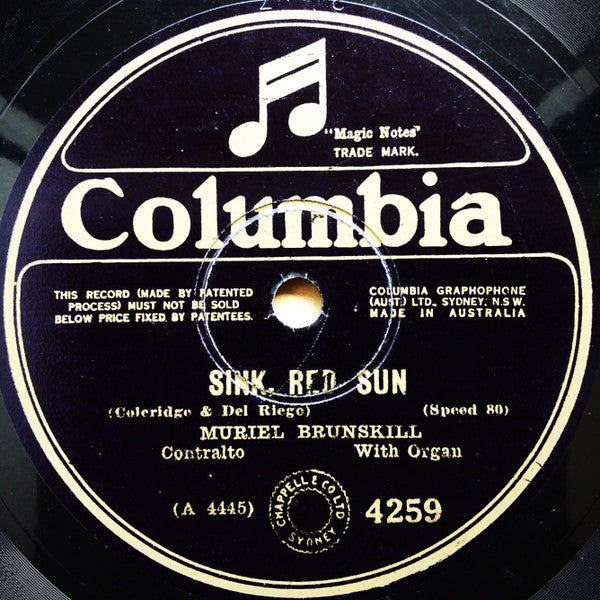 "Magic Notes"
TRADE MARK.
Columbia
THIS RECORD (MADE BY PATENTED
PROCESS) MUST NOT BE SOLD
BELOW PRICE FIXED BY PATENTEES.
COLUMBIA GRAPHOPHONE
(AUST.) LTD., SYDNEY, N.S.W.
MADE IN AUSTRALIA
SINK, RED SUN
(Coleridge & Del Riego)
(Speed 80)
MURIEL BRUNSKILL
Contralto
With Organ
(A 4445)
CHAPPELL & CO LTD
SYDNEY
4259